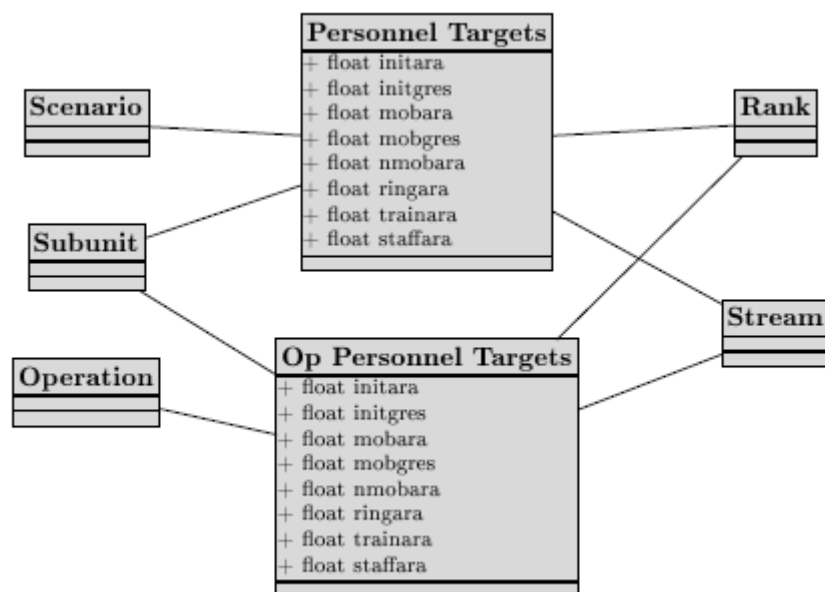 Personnel Targets
+ float initara
+ float initgres
+ float mobara
+ float mobgres
+ float nmobara
+ float ringara
+ float trainara
+ float staffara
Scenario
Rank
Subunit
Stream
Operation
Op Personnel Targets
+ float initara
+ float initgres
+ float mobara
+ float mobgres
+ float nmobara
+ float ringara
+ float trainara
+ float staffara